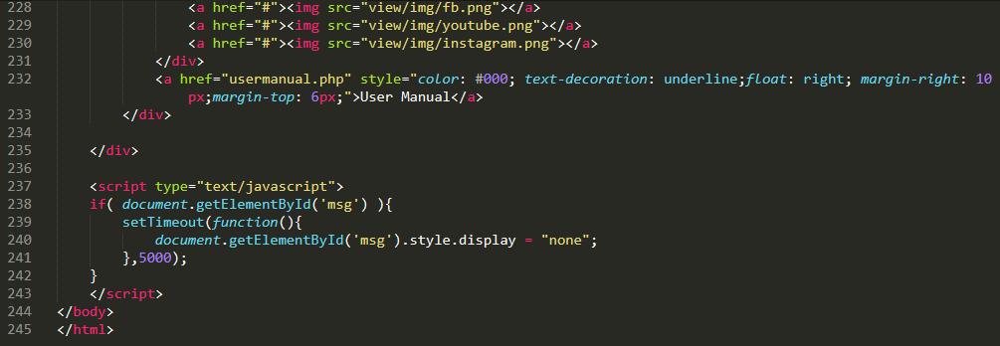 228 <a href="#"><img src="view/img/fb.png"></a>
229 <a href="#"><img src="view/img/youtube.png"></a>
230 <a href="#"><img src="view/img/instagram.png"></a>
231 </div>
232 <a href="usermanual.php" style="color: #000; text-decoration: underline;float: right; margin-right: 10
px;margin-top: 6px;">User Manual</a>
233 </div>
234
235 </div>
236
237 <script type="text/javascript">
238 if( document.getElementById('msg') ){
239 setTimeout(function(){
240 document.getElementById('msg').style.display = "none";
241 },5000);
242 }
243 </script>
244 </body>
245 </html>